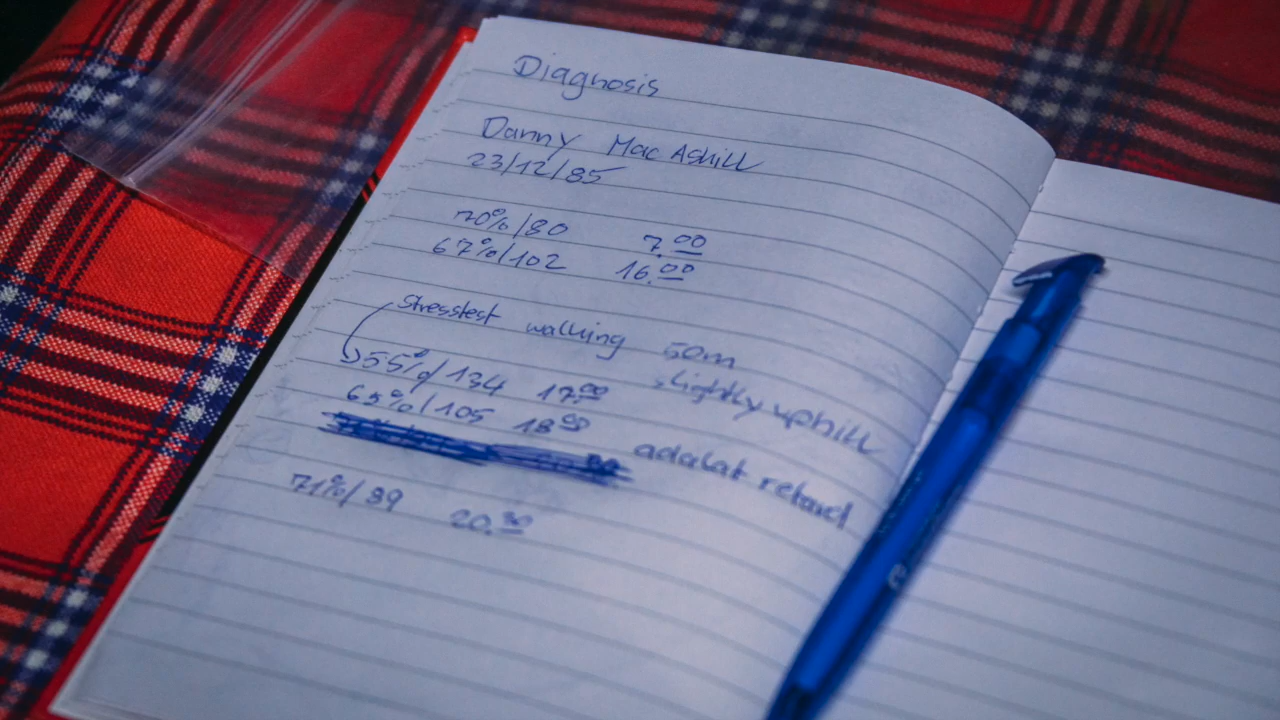 Diagnosis
Danny Mac Ashill
23/12/85
70%/80 7.00
67%/102 16.00
Stresstest walking 50m
slightly uphill
55%/134 17.00
65%/105 18.00
adalat retard
71%/89 20.30